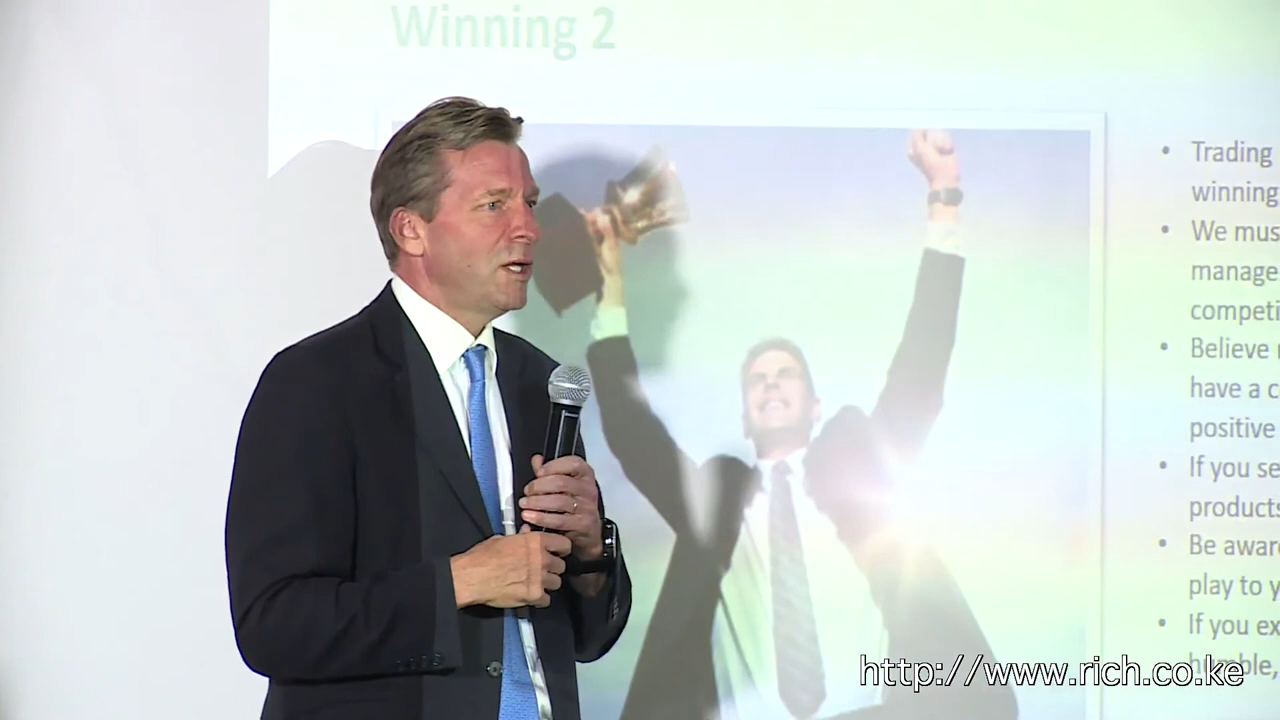 Winning 2
• Trading
winning
• We mus
manage
competi
• Believe
have a c
positive
• If you se
products
• Be awar
play to y
• If you ex
humble,
http://www.rich.co.ke